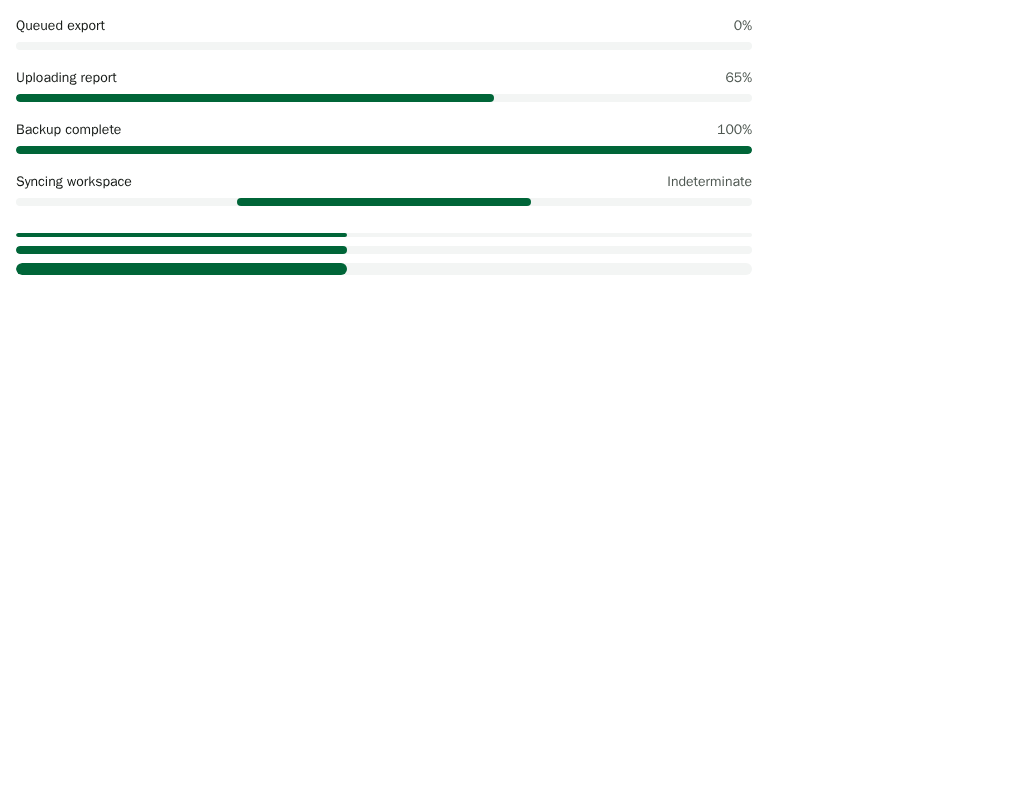 Queued export 0%
Uploading report 65%
Backup complete 100%
Syncing workspace Indeterminate